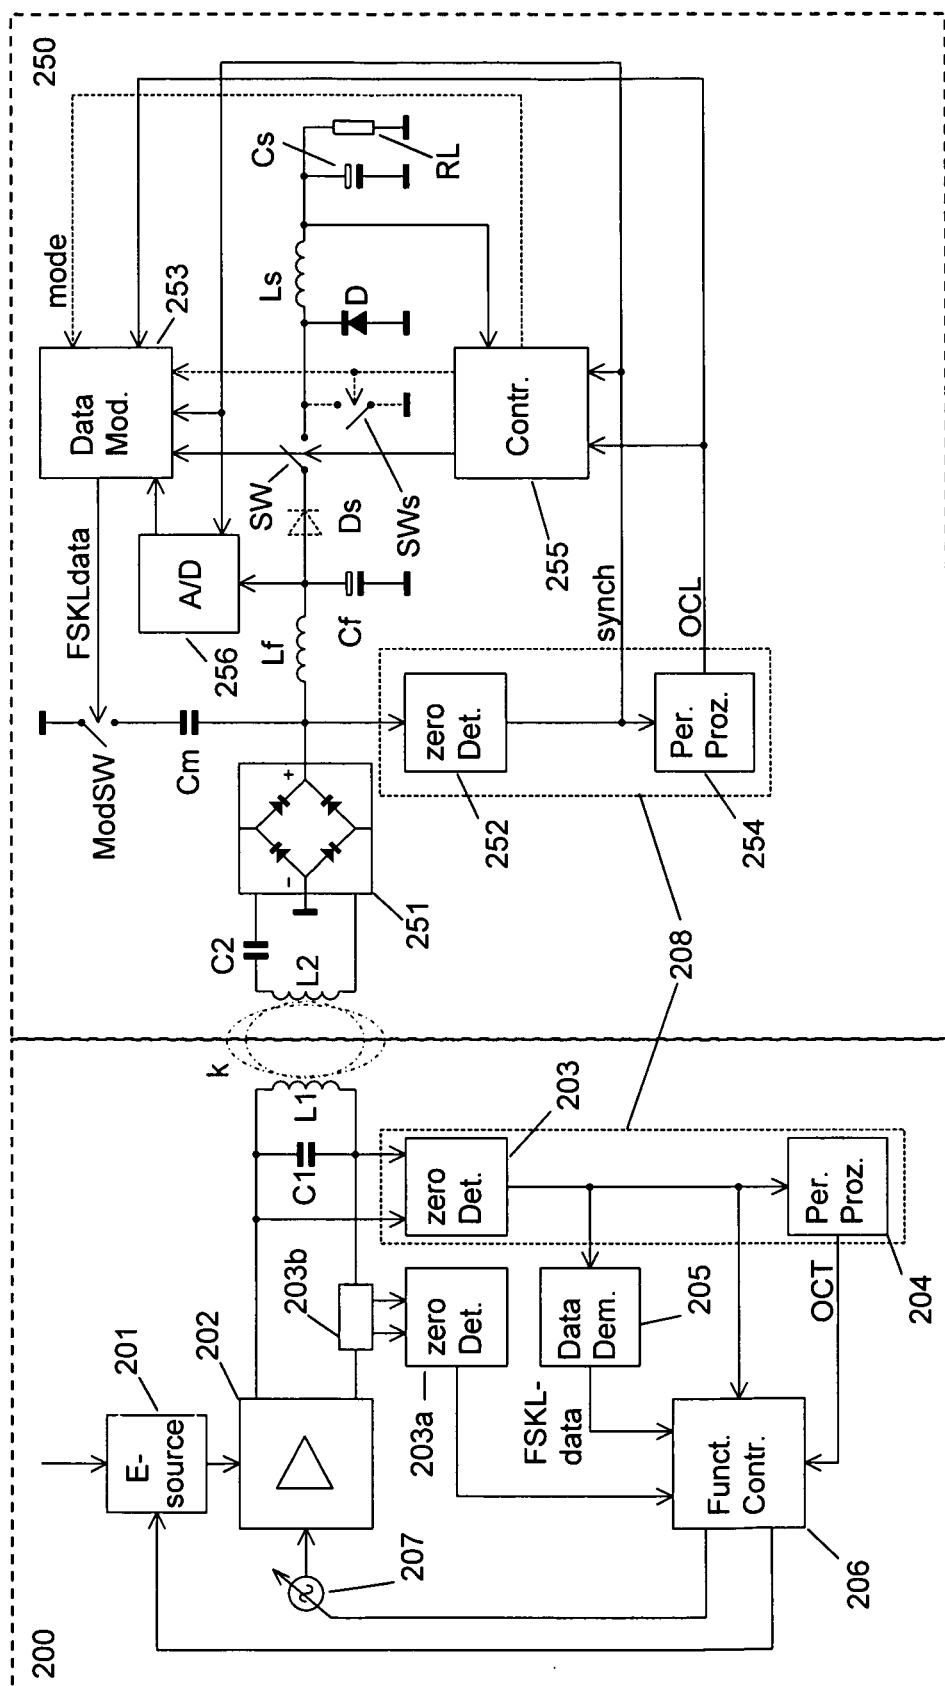 200
201
E-
source
202
207
203b
C1
L1
k
zero
Det.
203a
zero
Det.
203
Data
Dem.
205
FSKL-
data
Funct.
Contr.
206
OCT
Per.
Proz.
204
208
250
C2
L2
251
+
-
ModSW
Cm
FSKLdata
Data
Mod.
253
mode
A/D
256
Lf
Cf
Ds
SW
SWs
D
Ls
Cs
RL
zero
Det.
252
synch
Per.
Proz.
254
OCL
Contr.
255